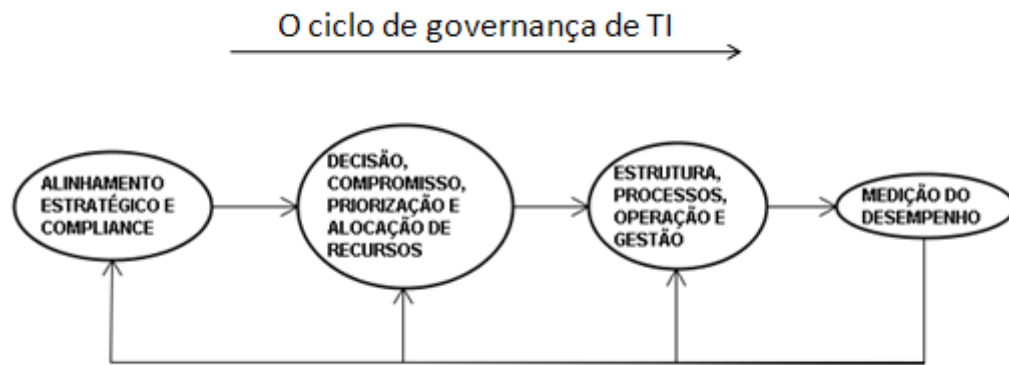 O ciclo de governança de TI
ALINHAMENTO
ESTRATÉGICO E
COMPLIANCE
DECISÃO,
COMPROMISSO,
PRIORIZAÇÃO E
ALOCAÇÃO DE
RECURSOS
ESTRUTURA,
PROCESSOS,
OPERAÇÃO E
GESTÃO
MEDIÇÃO DO
DESEMPENHO